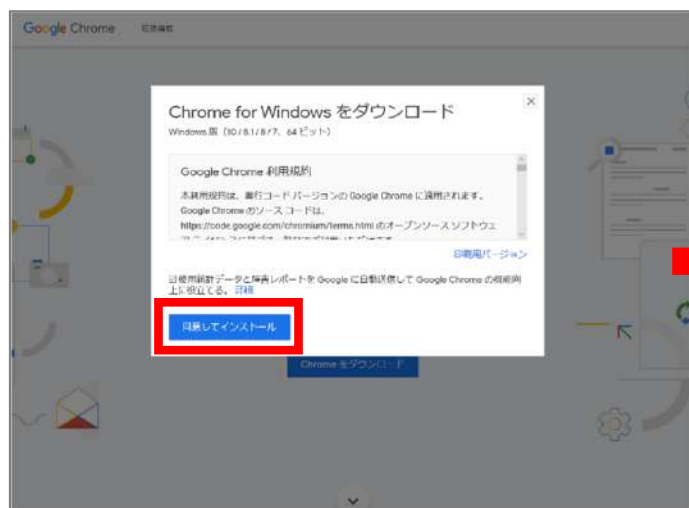 Google Chrome
Chrome for Windows をダウンロード
Windows 版（10 / 8.1 / 8 / 7、64 ビット）
Google Chrome 利用規約
本利用規約は、実行コード バージョンの Google Chrome に適用されます。
Google Chrome のソース コードは、
https://code.google.com/chromium/terms.html のオープンソース ソフトウェ
印刷用バージョン
使用統計データと障害レポートを Google に自動送信して Google Chrome の機能向
上に役立てる。 詳細
同意してインストール
Chrome をダウンロード